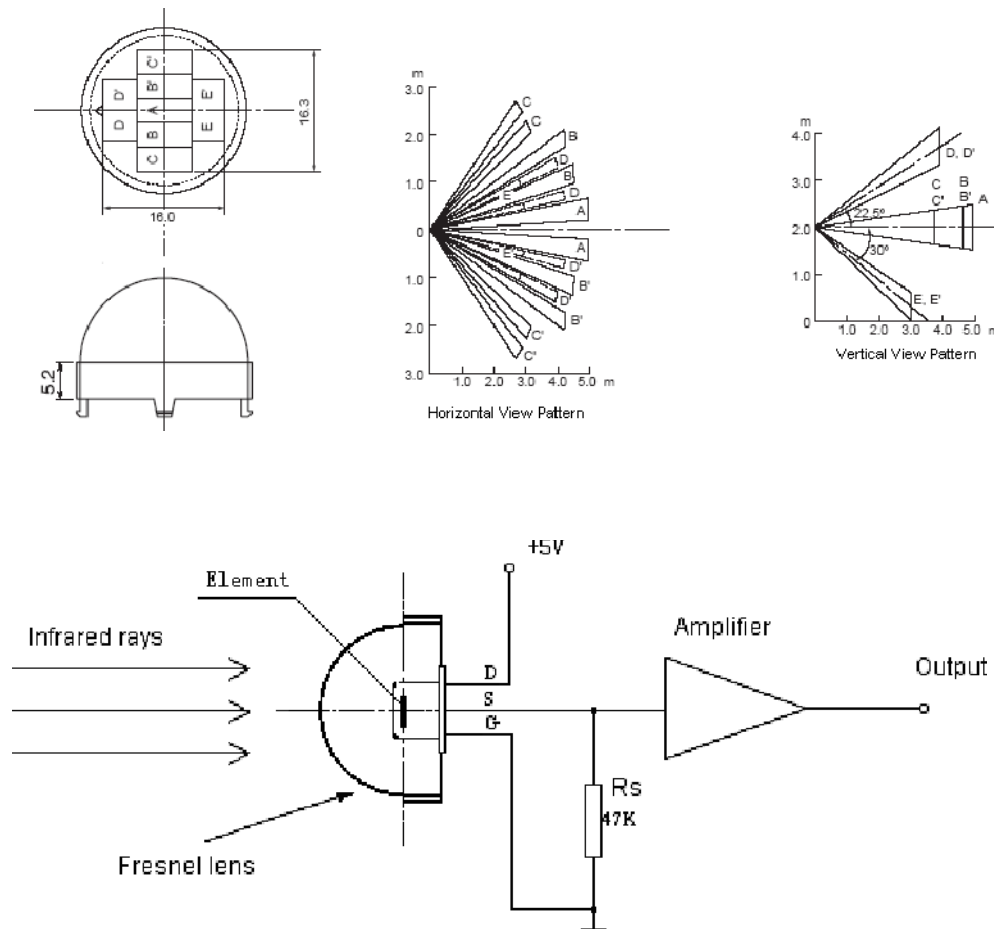 C'
B'
A
B
C
D'
D
E'
E
16.3
16.0
5.2
m
3.0
2.0
1.0
0
1.0
2.0
3.0
C
C
B
D
B
E
D
A
A
E'
D'
B'
D'
B'
C'
C'
1.0 2.0 3.0 4.0 5.0 m
Horizontal View Pattern
m
4.0
3.0
2.0
1.0
0
D, D'
C B
C' B' A
22.5°
30°
E, E'
1.0 2.0 3.0 4.0 5.0 m
Vertical View Pattern
+5V
Element
Infrared rays
Amplifier
Output
D
S
G
Rs
47K
Fresnel lens